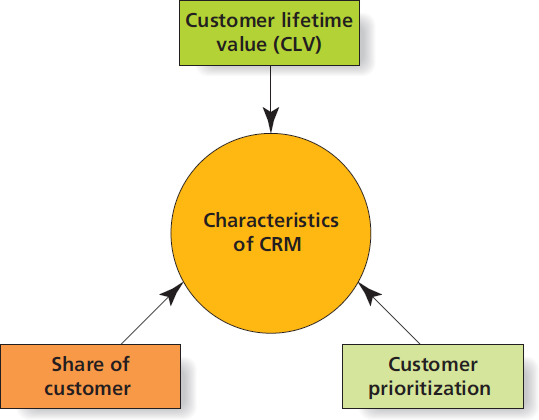 Customer lifetime
value (CLV)
Characteristics
of CRM
Share of
customer
Customer
prioritization